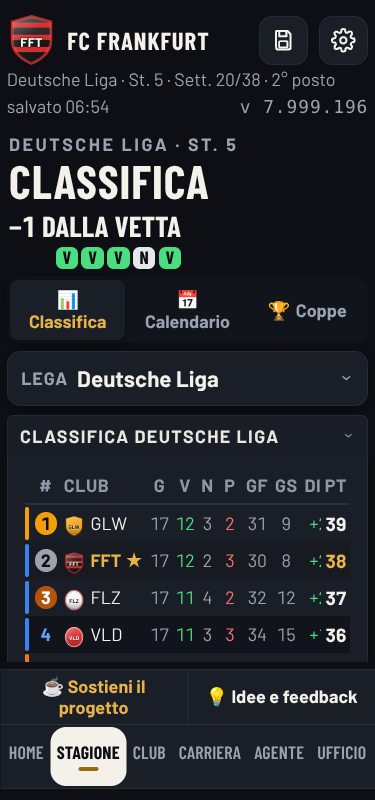 FFT
FC FRANKFURT
Deutsche Liga · St. 5 · Sett. 20/38 · 2° posto
salvato 06:54
v 7.999.196
DEUTSCHE LIGA · ST. 5
CLASSIFICA
−1 DALLA VETTA
V V V N V
Classifica
Calendario
Coppe
LEGA Deutsche Liga
CLASSIFICA DEUTSCHE LIGA
# CLUB G V N P GF GS DI PT
1 GLW 17 12 3 2 31 9 39
2 FFT ★ 17 12 2 3 30 8 38
3 FLZ 17 11 4 2 32 12 37
4 VLD 17 11 3 3 34 15 36
Sostieni il
progetto
Idee e feedback
HOME STAGIONE CLUB CARRIERA AGENTE UFFICIO